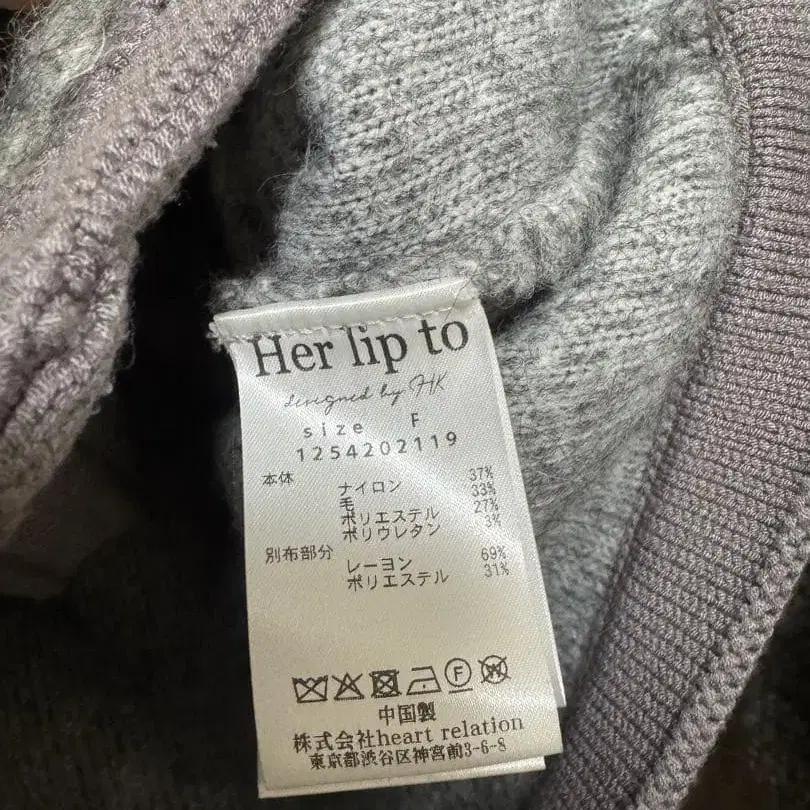 Her lip to
designed by HK
size F
1254202119
本体
ナイロン 37%
毛 33%
ポリエステル 27%
ポリウレタン 3%
別布部分
レーヨン 69%
ポリエステル 31%
F W
中国製
株式会社heart relation
東京都渋谷区神宮前3-6-8